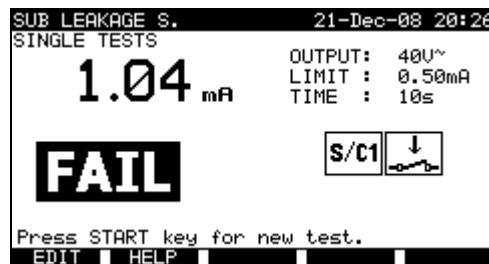 SUB LEAKAGE S. 21-Dec-08 20:26
SINGLE TESTS
OUTPUT: 40V~
1.04 mA
LIMIT : 0.50mA
TIME : 10s
FAIL
S/C1
Press START key for new test.
EDIT HELP